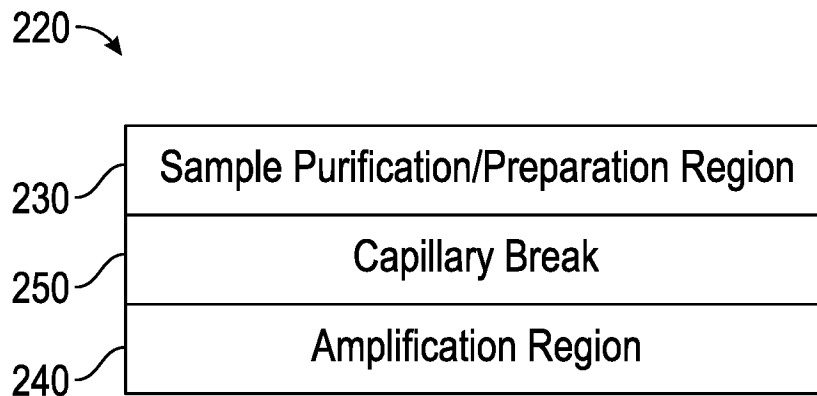 220
230 Sample Purification/Preparation Region
250 Capillary Break
240 Amplification Region